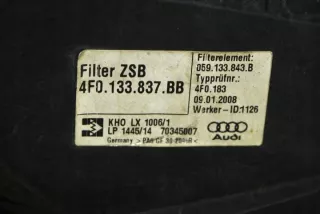 Filter ZSB
4F0.133.837.BB
Filterelement:
059.133.843.B
Typprüfnr.:
4F0.183
09.01.2008
Werker-ID:1126
KHO LX 1006/1
LP 1445/14 70345007
Germany
Audi